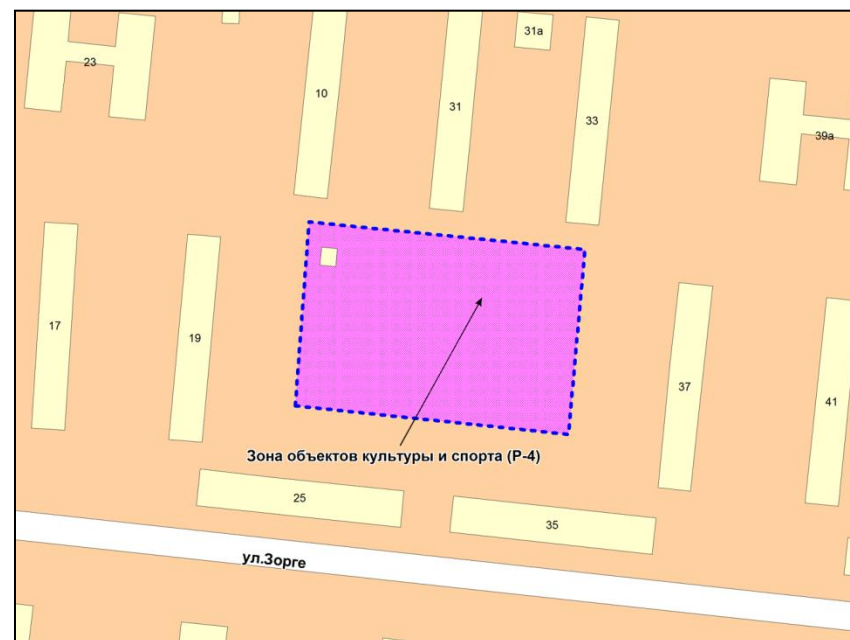 31а
23
10
31
33
39а
17
19
37
41
Зона объектов культуры и спорта (Р-4)
25
35
ул.Зорге